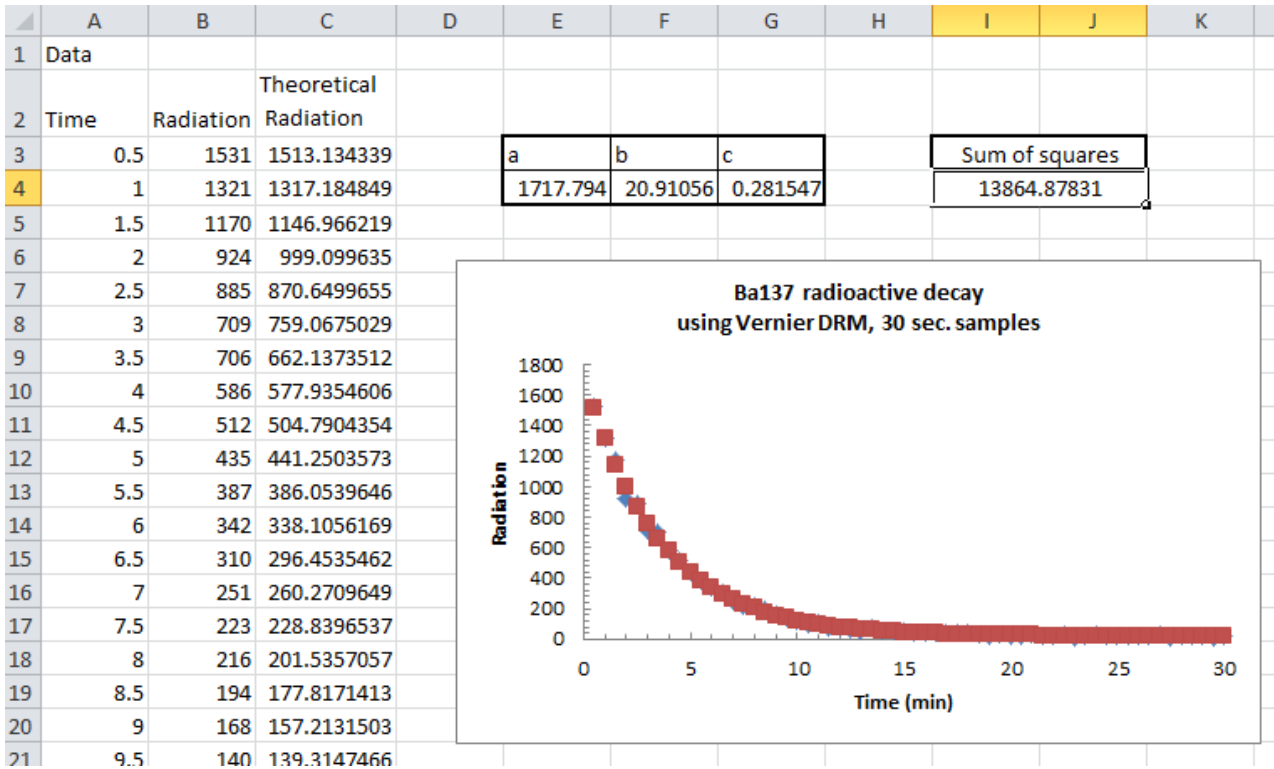 A B C D E F G H I J K
1 Data
Theoretical
2 Time Radiation Radiation
3 0.5 1531 1513.134339 a b c Sum of squares
4 1 1321 1317.184849 1717.794 20.91056 0.281547 13864.87831
5 1.5 1170 1146.966219
6 2 924 999.099635
7 2.5 885 870.6499655
8 3 709 759.0675029
9 3.5 706 662.1373512
10 4 586 577.9354606
11 4.5 512 504.7904354
12 5 435 441.2503573
13 5.5 387 386.0539646
14 6 342 338.1056169
15 6.5 310 296.4535462
16 7 251 260.2709649
17 7.5 223 228.8396537
18 8 216 201.5357057
19 8.5 194 177.8171413
20 9 168 157.2131503
21 9.5 140 139.3147466
Ba137 radioactive decay
using Vernier DRM, 30 sec. samples
Radiation
1800
1600
1400
1200
1000
800
600
400
200
0
0 5 10 15 20 25 30
Time (min)